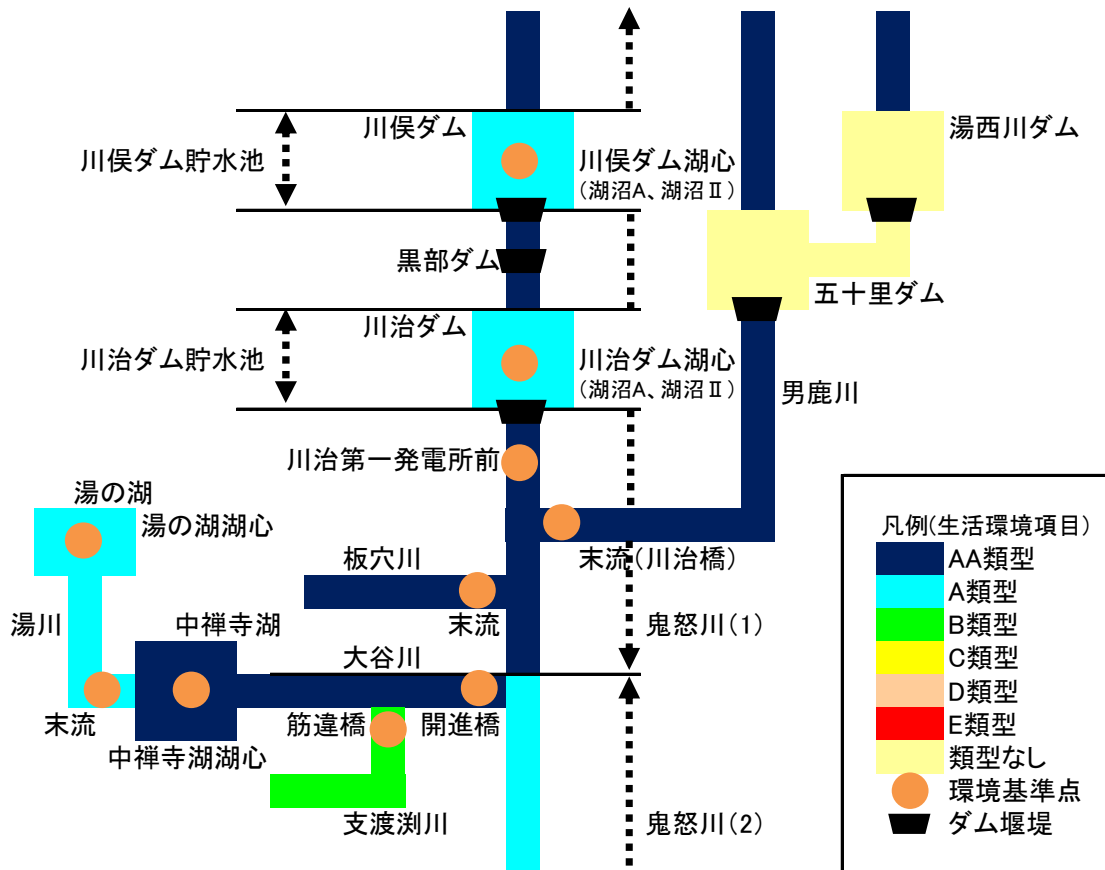 川俣ダム
湯西川ダム
川俣ダム貯水池
川俣ダム湖心
(湖沼A、湖沼Ⅱ)
黒部ダム
五十里ダム
川治ダム
川治ダム貯水池
川治ダム湖心
(湖沼A、湖沼Ⅱ)
男鹿川
川治第一発電所前
湯の湖
湯の湖湖心
末流(川治橋)
板穴川
末流
湯川
中禅寺湖
鬼怒川(1)
大谷川
末流
筋違橋
開進橋
中禅寺湖湖心
支渡渕川
鬼怒川(2)
凡例(生活環境項目)
AA類型
A類型
B類型
C類型
D類型
E類型
類型なし
環境基準点
ダム堰堤